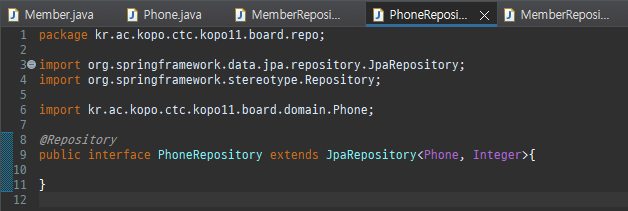 Member.java
Phone.java
MemberReposi...
PhoneReposi...
MemberReposi...
1 package kr.ac.kopo.ctc.kopo11.board.repo;
2
3 import org.springframework.data.jpa.repository.JpaRepository;
4 import org.springframework.stereotype.Repository;
5
6 import kr.ac.kopo.ctc.kopo11.board.domain.Phone;
7
8 @Repository
9 public interface PhoneRepository extends JpaRepository<Phone, Integer>{
10
11 }
12